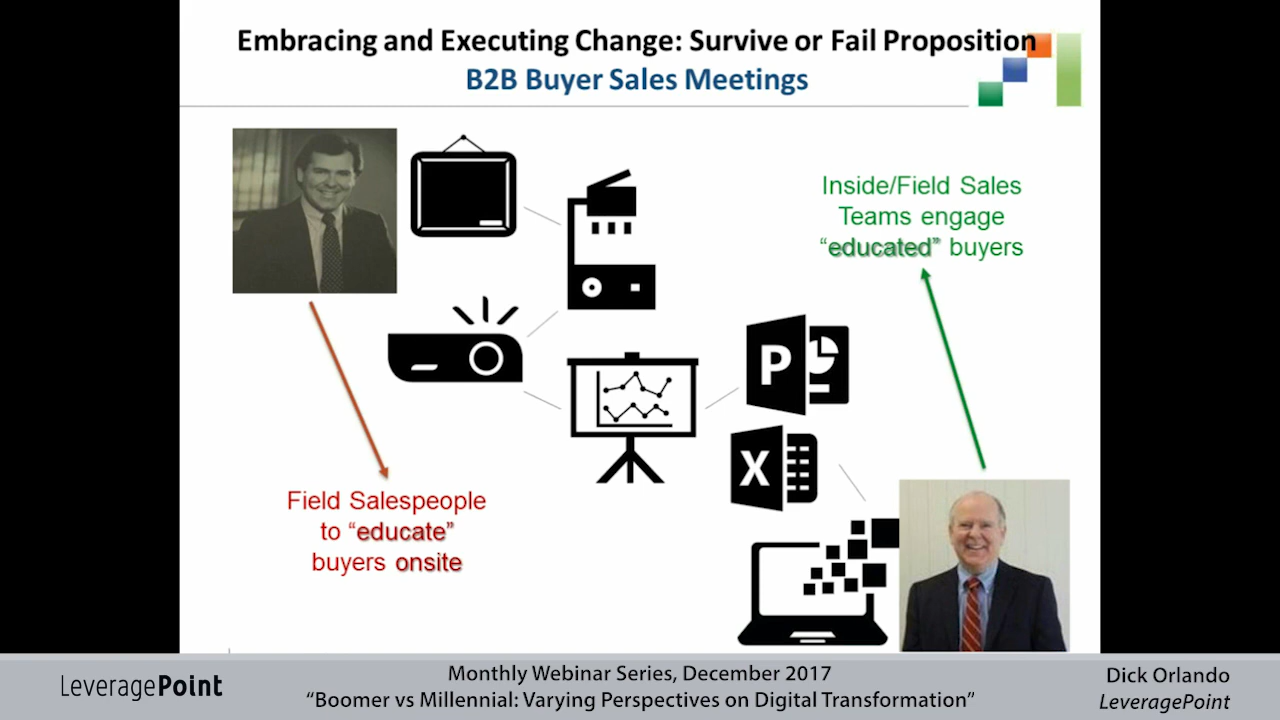 Embracing and Executing Change: Survive or Fail Proposition
B2B Buyer Sales Meetings
Inside/Field Sales
Teams engage
“educated” buyers
P
X
Field Salespeople
to “educate”
buyers onsite
LeveragePoint
Monthly Webinar Series, December 2017
“Boomer vs Millennial: Varying Perspectives on Digital Transformation”
Dick Orlando
LeveragePoint